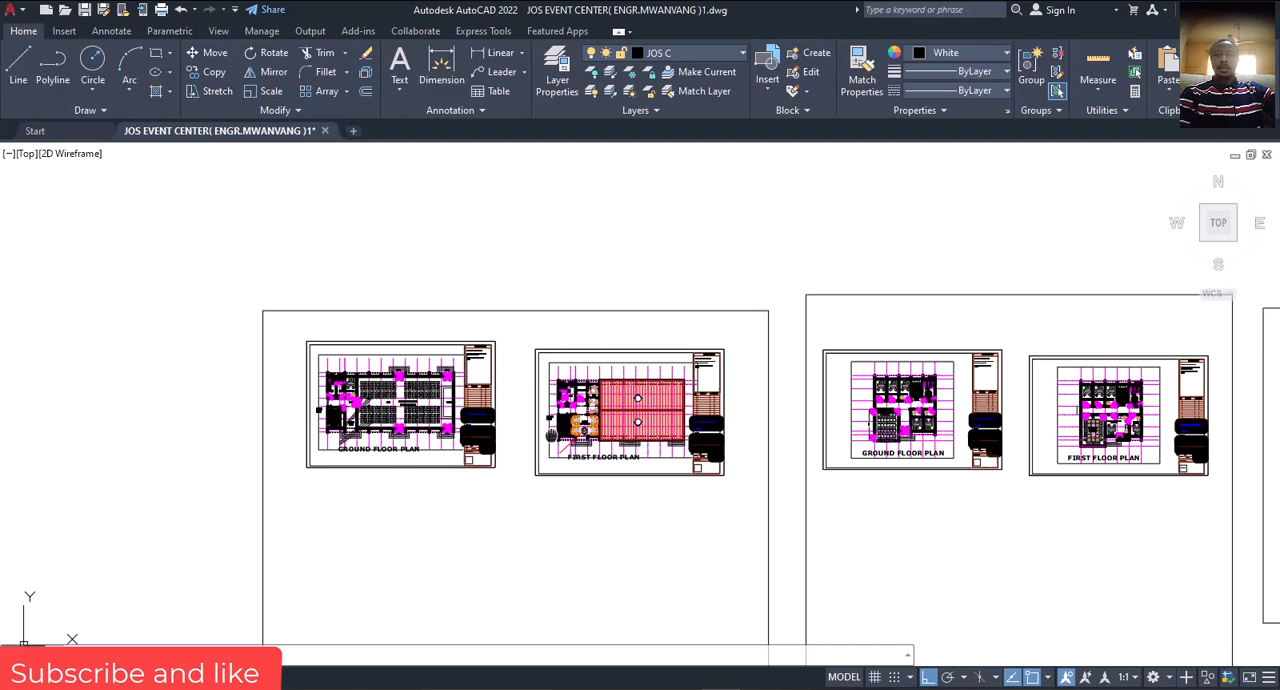 Share
Autodesk AutoCAD 2022 JOS EVENT CENTER( ENGR.MWANVANG )1.dwg
Type a keyword or phrase
Sign In
Home Insert Annotate Parametric View Manage Output Add-ins Collaborate Express Tools Featured Apps
Line Polyline Circle Arc
Move Rotate Trim
Copy Mirror Fillet
Stretch Scale Array
Text Dimension
Linear
Leader
Table
Layer Properties
JOS C
Make Current
Match Layer
Insert
Create
Edit
Match Properties
White
ByLayer
ByLayer
Group
Measure
Paste
Draw Modify Annotation Layers Block Properties Groups Utilities Clipb
Start JOS EVENT CENTER( ENGR.MWANVANG )1*
[−][Top][2D Wireframe]
N
W TOP E
S
WCS
GROUND FLOOR PLAN
FIRST FLOOR PLAN
GROUND FLOOR PLAN
FIRST FLOOR PLAN
Y
X
Subscribe and like
MODEL
1:1